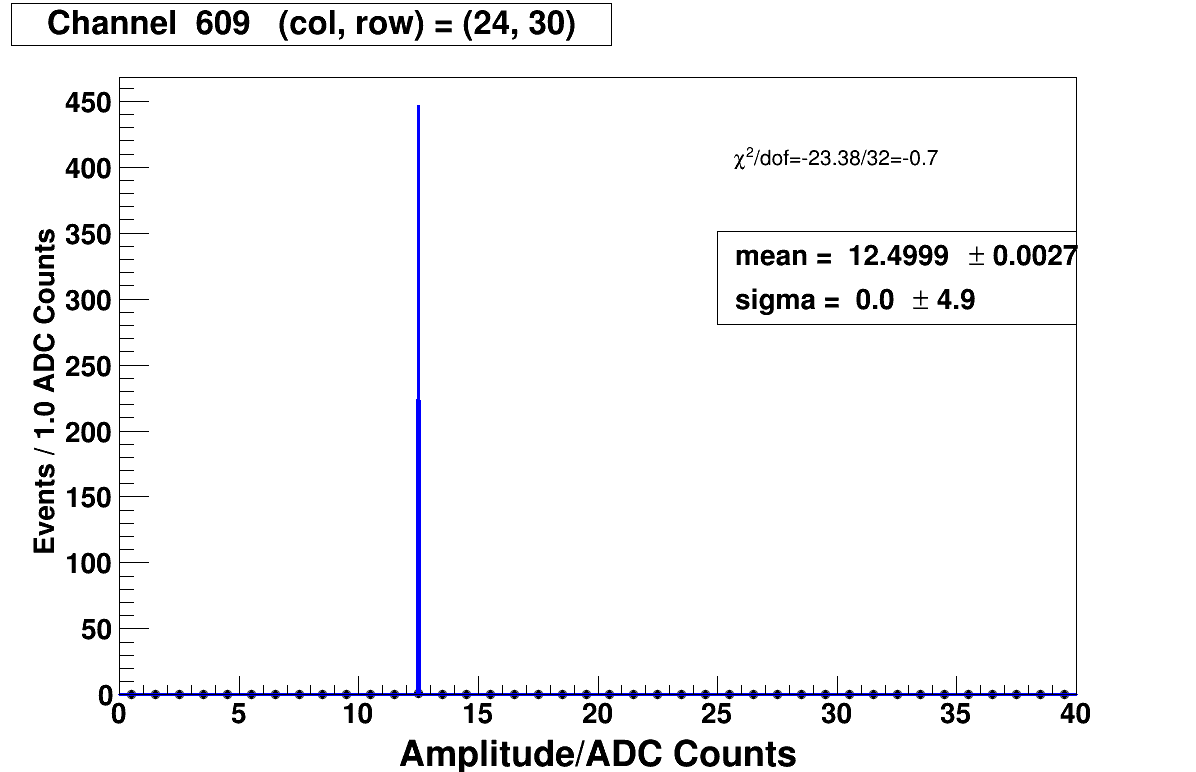 Channel 609 (col, row) = (24, 30)
450
400
350
300
250
200
150
100
50
0
Events / 1.0 ADC Counts
χ²/dof=-23.38/32=-0.7
mean = 12.4999 ± 0.0027
sigma = 0.0 ± 4.9
0 5 10 15 20 25 30 35 40
Amplitude/ADC Counts